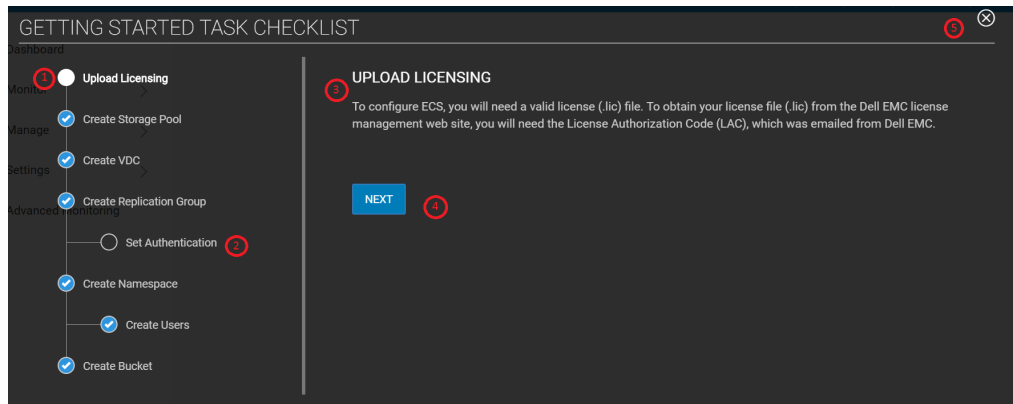 GETTING STARTED TASK CHECKLIST
5
Dashboard
1
Upload Licensing
Monitor
Create Storage Pool
Manage
Create VDC
Settings
Create Replication Group
Advanced Monitoring
Set Authentication
2
Create Namespace
Create Users
Create Bucket
UPLOAD LICENSING
3
To configure ECS, you will need a valid license (.lic) file. To obtain your license file (.lic) from the Dell EMC license
management web site, you will need the License Authorization Code (LAC), which was emailed from Dell EMC.
NEXT
4